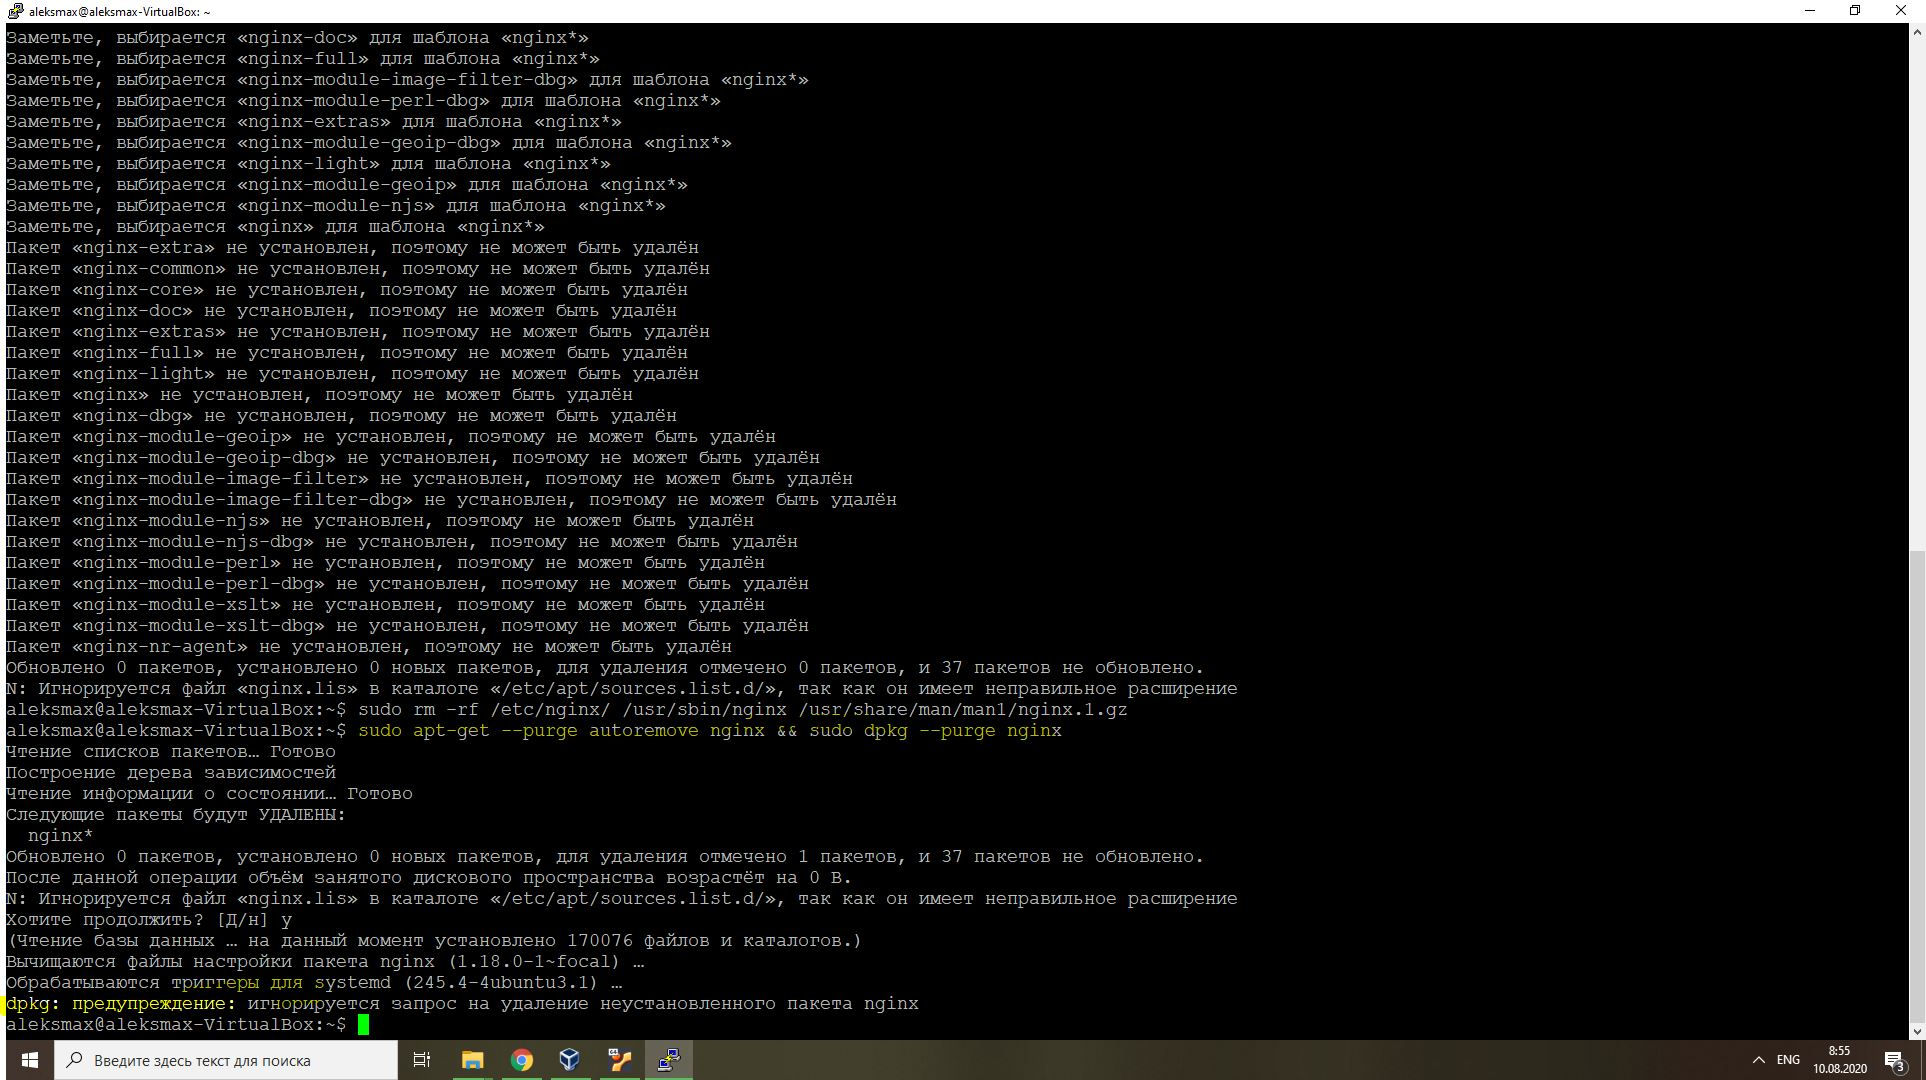 aleksmax@aleksmax-VirtualBox: ~
Заметьте, выбирается «nginx-doc» для шаблона «nginx*»
Заметьте, выбирается «nginx-full» для шаблона «nginx*»
Заметьте, выбирается «nginx-module-image-filter-dbg» для шаблона «nginx*»
Заметьте, выбирается «nginx-module-perl-dbg» для шаблона «nginx*»
Заметьте, выбирается «nginx-extras» для шаблона «nginx*»
Заметьте, выбирается «nginx-module-geoip-dbg» для шаблона «nginx*»
Заметьте, выбирается «nginx-light» для шаблона «nginx*»
Заметьте, выбирается «nginx-module-geoip» для шаблона «nginx*»
Заметьте, выбирается «nginx-module-njs» для шаблона «nginx*»
Заметьте, выбирается «nginx» для шаблона «nginx*»
Пакет «nginx-extra» не установлен, поэтому не может быть удалён
Пакет «nginx-common» не установлен, поэтому не может быть удалён
Пакет «nginx-core» не установлен, поэтому не может быть удалён
Пакет «nginx-doc» не установлен, поэтому не может быть удалён
Пакет «nginx-extras» не установлен, поэтому не может быть удалён
Пакет «nginx-full» не установлен, поэтому не может быть удалён
Пакет «nginx-light» не установлен, поэтому не может быть удалён
Пакет «nginx» не установлен, поэтому не может быть удалён
Пакет «nginx-dbg» не установлен, поэтому не может быть удалён
Пакет «nginx-module-geoip» не установлен, поэтому не может быть удалён
Пакет «nginx-module-geoip-dbg» не установлен, поэтому не может быть удалён
Пакет «nginx-module-image-filter» не установлен, поэтому не может быть удалён
Пакет «nginx-module-image-filter-dbg» не установлен, поэтому не может быть удалён
Пакет «nginx-module-njs» не установлен, поэтому не может быть удалён
Пакет «nginx-module-njs-dbg» не установлен, поэтому не может быть удалён
Пакет «nginx-module-perl» не установлен, поэтому не может быть удалён
Пакет «nginx-module-perl-dbg» не установлен, поэтому не может быть удалён
Пакет «nginx-module-xslt» не установлен, поэтому не может быть удалён
Пакет «nginx-module-xslt-dbg» не установлен, поэтому не может быть удалён
Пакет «nginx-nr-agent» не установлен, поэтому не может быть удалён
Обновлено 0 пакетов, установлено 0 новых пакетов, для удаления отмечено 0 пакетов, и 37 пакетов не обновлено.
N: Игнорируется файл «nginx.lis» в каталоге «/etc/apt/sources.list.d/», так как он имеет неправильное расширение
aleksmax@aleksmax-VirtualBox:~$ sudo rm -rf /etc/nginx/ /usr/sbin/nginx /usr/share/man/man1/nginx.1.gz
aleksmax@aleksmax-VirtualBox:~$ sudo apt-get --purge autoremove nginx && sudo dpkg --purge nginx
Чтение списков пакетов… Готово
Построение дерева зависимостей
Чтение информации о состоянии… Готово
Следующие пакеты будут УДАЛЕНЫ:
  nginx*
Обновлено 0 пакетов, установлено 0 новых пакетов, для удаления отмечено 1 пакетов, и 37 пакетов не обновлено.
После данной операции объём занятого дискового пространства возрастёт на 0 B.
N: Игнорируется файл «nginx.lis» в каталоге «/etc/apt/sources.list.d/», так как он имеет неправильное расширение
Хотите продолжить? [Д/н] y
(Чтение базы данных … на данный момент установлено 170076 файлов и каталогов.)
Вычищаются файлы настройки пакета nginx (1.18.0-1~focal) …
Обрабатываются триггеры для systemd (245.4-4ubuntu3.1) …
dpkg: предупреждение: игнорируется запрос на удаление неустановленного пакета nginx
aleksmax@aleksmax-VirtualBox:~$
Введите здесь текст для поиска
64
ENG
8:55
10.08.2020
3